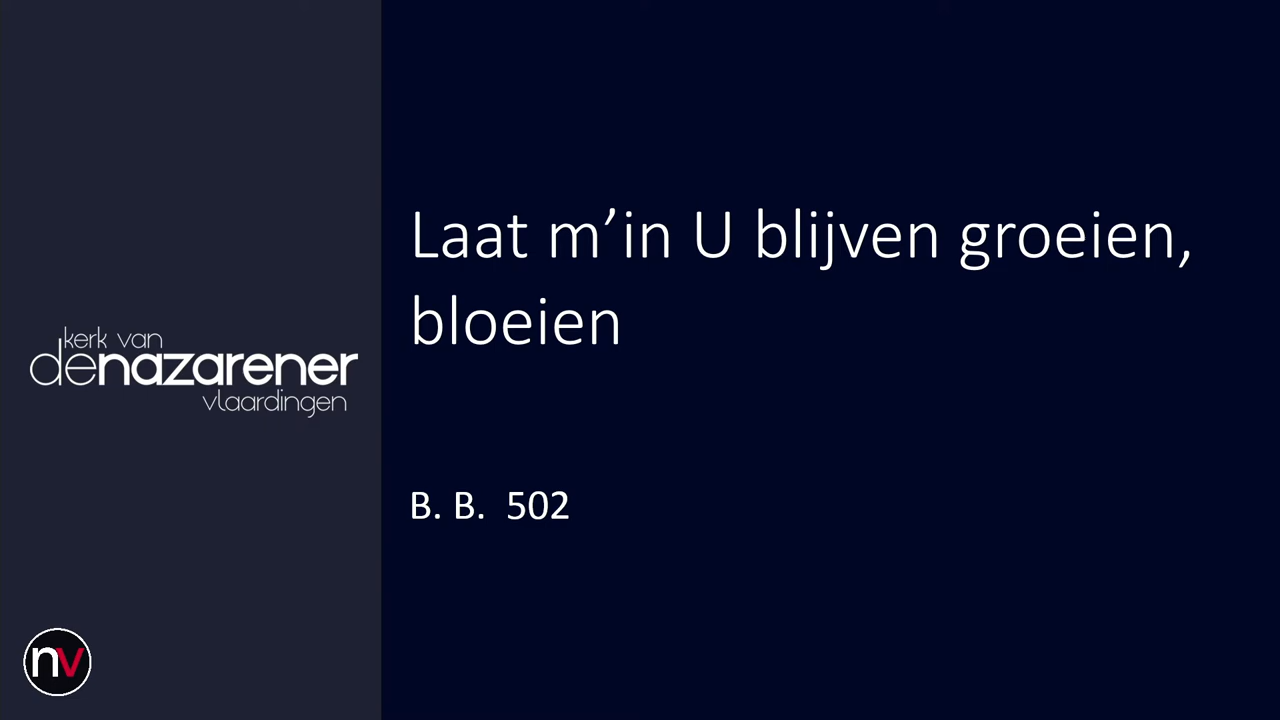 kerk van
denazarener
vlaardingen
Laat m’in U blijven groeien,
bloeien
B. B. 502
nv